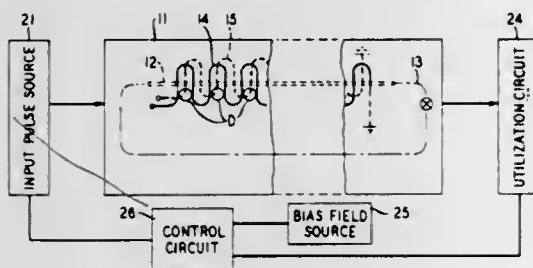 21
11
14
15
24
12
13
D
INPUT PULSE SOURCE
UTILIZATION CIRCUIT
26
CONTROL CIRCUIT
BIAS FIELD SOURCE
25